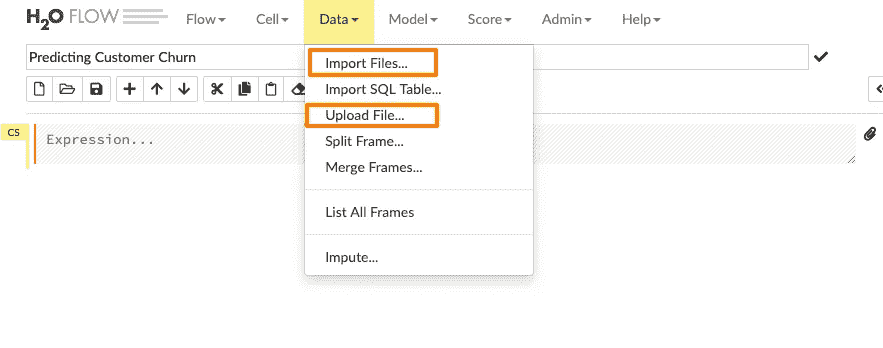 H2O FLOW Flow Cell Data Model Score Admin Help
Predicting Customer Churn
Import Files...
Import SQL Table...
Upload File...
CS Expression...
Split Frame...
Merge Frames...
List All Frames
Impute...